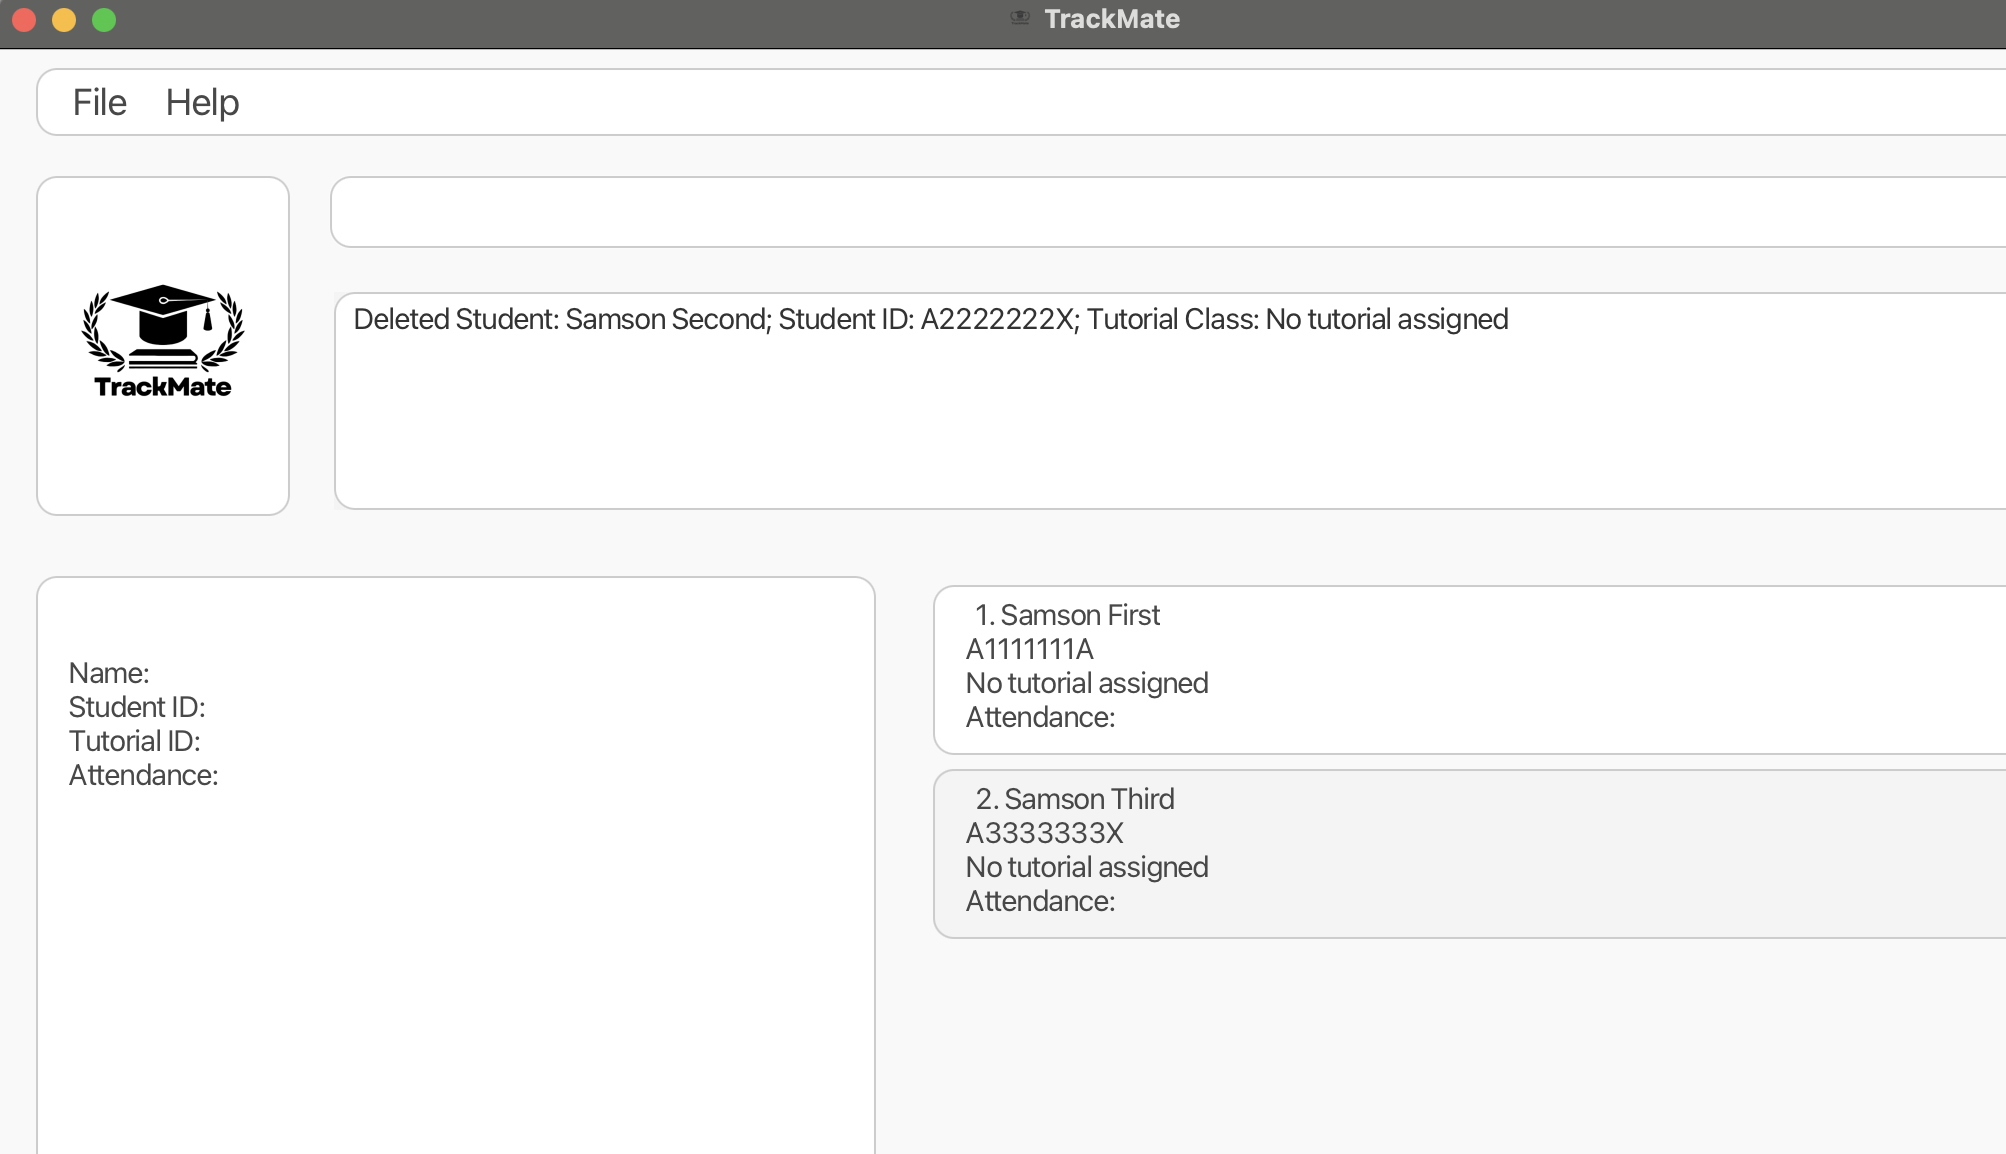 TrackMate
File Help
TrackMate
Deleted Student: Samson Second; Student ID: A2222222X; Tutorial Class: No tutorial assigned
Name:
Student ID:
Tutorial ID:
Attendance:
1. Samson First
A1111111A
No tutorial assigned
Attendance:
2. Samson Third
A3333333X
No tutorial assigned
Attendance: